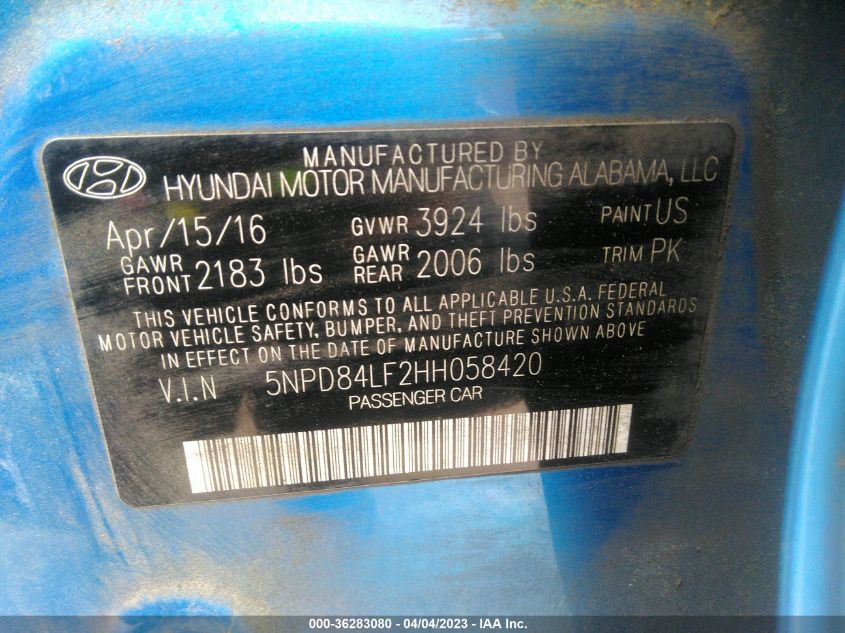 MANUFACTURED BY
HYUNDAI MOTOR MANUFACTURING ALABAMA, LLC
Apr/15/16 GVWR 3924 lbs PAINT US
GAWR FRONT 2183 lbs GAWR REAR 2006 lbs TRIM PK
THIS VEHICLE CONFORMS TO ALL APPLICABLE U.S.A. FEDERAL
MOTOR VEHICLE SAFETY, BUMPER, AND THEFT PREVENTION STANDARDS
IN EFFECT ON THE DATE OF MANUFACTURE SHOWN ABOVE
V.I.N 5NPD84LF2HH058420
PASSENGER CAR
000-36283080 - 04/04/2023 - IAA Inc.